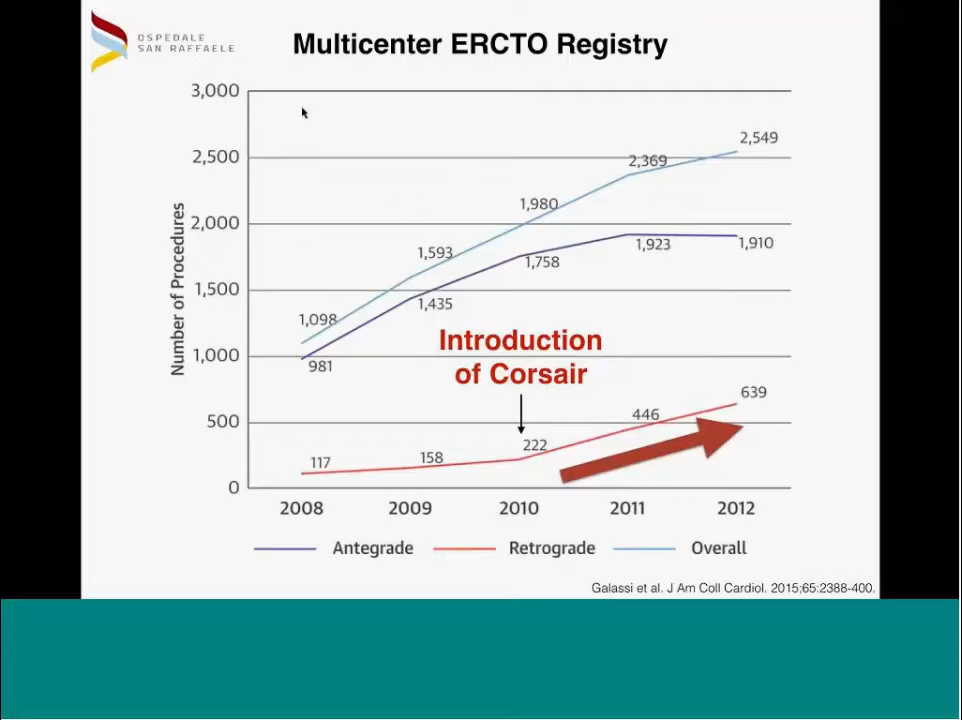 OSPEDALE
SAN RAFFAELE
Multicenter ERCTO Registry
3,000
2,500
2,000
1,500
1,000
500
0
Number of Procedures
1,098
1,593
1,980
2,369
2,549
981
1,435
1,758
1,923
1,910
Introduction
of Corsair
117
158
222
446
639
2008 2009 2010 2011 2012
Antegrade Retrograde Overall
Galassi et al. J Am Coll Cardiol. 2015;65:2388-400.